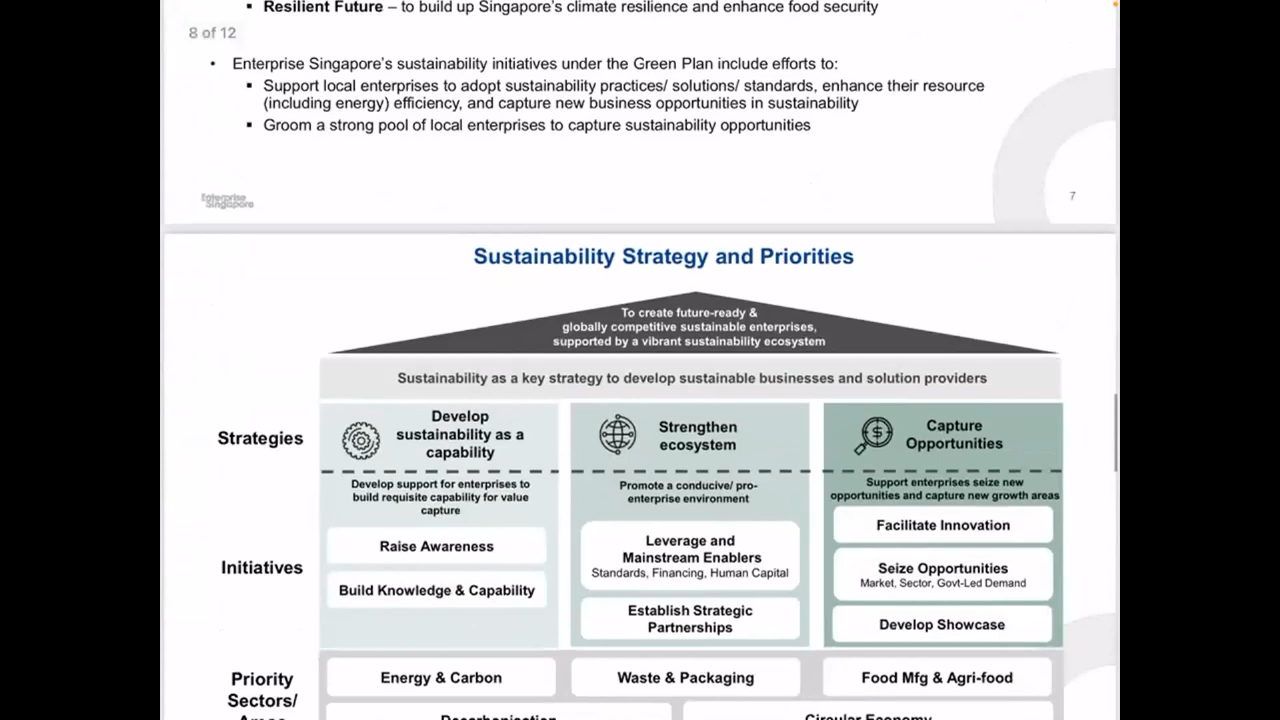 ▪ Resilient Future – to build up Singapore's climate resilience and enhance food security
8 of 12
• Enterprise Singapore's sustainability initiatives under the Green Plan include efforts to:
▪ Support local enterprises to adopt sustainability practices/ solutions/ standards, enhance their resource
(including energy) efficiency, and capture new business opportunities in sustainability
▪ Groom a strong pool of local enterprises to capture sustainability opportunities
Enterprise
Singapore
7
Sustainability Strategy and Priorities
To create future-ready &
globally competitive sustainable enterprises,
supported by a vibrant sustainability ecosystem
Sustainability as a key strategy to develop sustainable businesses and solution providers
Strategies
Develop
sustainability as a
capability
Strengthen
ecosystem
Capture
Opportunities
Develop support for enterprises to
build requisite capability for value
capture
Promote a conducive/ pro-
enterprise environment
Support enterprises seize new
opportunities and capture new growth areas
Initiatives
Raise Awareness
Build Knowledge & Capability
Leverage and
Mainstream Enablers
Standards, Financing, Human Capital
Establish Strategic
Partnerships
Facilitate Innovation
Seize Opportunities
Market, Sector, Govt-Led Demand
Develop Showcase
Priority
Sectors/
Areas
Energy & Carbon
Waste & Packaging
Food Mfg & Agri-food
Decarbonisation
Circular Economy